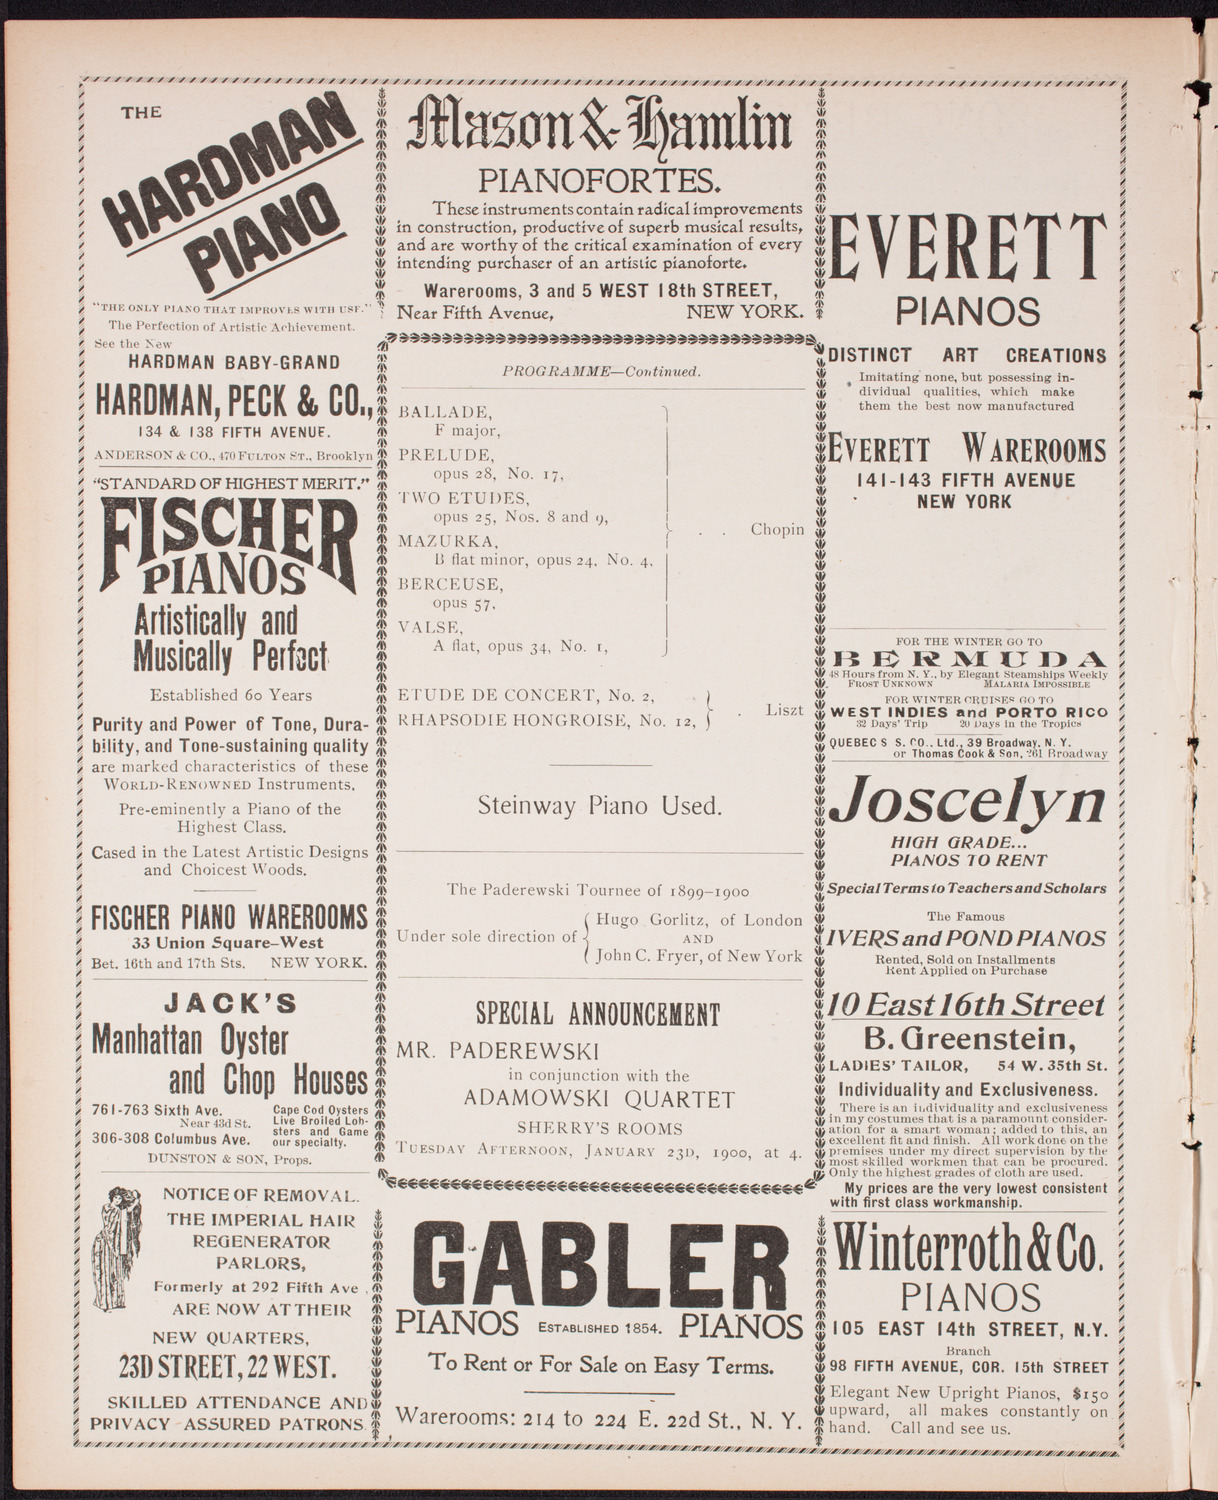 THE
HARDMAN
PIANO
"THE ONLY PIANO THAT IMPROVES WITH USE."
The Perfection of Artistic Achievement.
See the New
HARDMAN BABY-GRAND
HARDMAN, PECK & CO.,
134 & 138 FIFTH AVENUE.
ANDERSON & CO., 470 FULTON ST., Brooklyn
"STANDARD OF HIGHEST MERIT."
FISCHER
PIANOS
Artistically and
Musically Perfect
Established 60 Years
Purity and Power of Tone, Dura-
bility, and Tone-sustaining quality
are marked characteristics of these
WORLD-RENOWNED Instruments.
Pre-eminently a Piano of the
Highest Class.
Cased in the Latest Artistic Designs
and Choicest Woods.
FISCHER PIANO WAREROOMS
33 Union Square-West
Bet. 16th and 17th Sts. NEW YORK.
JACK'S
Manhattan Oyster
and Chop Houses
761-763 Sixth Ave.
Near 43d St.
306-308 Columbus Ave.
Cape Cod Oysters
Live Broiled Lob-
sters and Game
our specialty.
DUNSTON & SON, Props.
NOTICE OF REMOVAL.
THE IMPERIAL HAIR
REGENERATOR
PARLORS,
Formerly at 292 Fifth Ave.
ARE NOW AT THEIR
NEW QUARTERS,
23D STREET, 22 WEST.
SKILLED ATTENDANCE AND
PRIVACY ASSURED PATRONS.
Mason & Hamlin
PIANOFORTES.
These instruments contain radical improvements
in construction, productive of superb musical results,
and are worthy of the critical examination of every
intending purchaser of an artistic pianoforte.
Warerooms, 3 and 5 WEST 18th STREET,
Near Fifth Avenue, NEW YORK.
PROGRAMME—Continued.
BALLADE,
F major,
PRELUDE,
opus 28, No. 17,
TWO ETUDES,
opus 25, Nos. 8 and 9,
. . Chopin
MAZURKA,
B flat minor, opus 24, No. 4,
BERCEUSE,
opus 57,
VALSE,
A flat, opus 34, No. 1,
ETUDE DE CONCERT, No. 2,
. Liszt
RHAPSODIE HONGROISE, No. 12,
Steinway Piano Used.
The Paderewski Tournee of 1899-1900
Under sole direction of
Hugo Gorlitz, of London
AND
John C. Fryer, of New York
SPECIAL ANNOUNCEMENT
MR. PADEREWSKI
in conjunction with the
ADAMOWSKI QUARTET
SHERRY'S ROOMS
TUESDAY AFTERNOON, JANUARY 23D, 1900, at 4.
GABLER
PIANOS ESTABLISHED 1854. PIANOS
To Rent or For Sale on Easy Terms.
Warerooms: 214 to 224 E. 22d St., N. Y.
EVERETT
PIANOS
DISTINCT ART CREATIONS
Imitating none, but possessing in-
dividual qualities, which make
them the best now manufactured
EVERETT WAREROOMS
141-143 FIFTH AVENUE
NEW YORK
FOR THE WINTER GO TO
BERMUDA
48 Hours from N. Y., by Elegant Steamships Weekly
FROST UNKNOWN MALARIA IMPOSSIBLE
FOR WINTER CRUISES GO TO
WEST INDIES and PORTO RICO
32 Days' Trip 20 Days in the Tropics
QUEBEC S S. CO., Ltd., 39 Broadway, N. Y.
or Thomas Cook & Son, 261 Broadway
Joscelyn
HIGH GRADE...
PIANOS TO RENT
Special Terms to Teachers and Scholars
The Famous
IVERS and POND PIANOS
Rented, Sold on Installments
Rent Applied on Purchase
10 East 16th Street
B. Greenstein,
LADIES' TAILOR, 54 W. 35th St.
Individuality and Exclusiveness.
There is an individuality and exclusiveness
in my costumes that is a paramount consider-
ation for a smart woman; added to this, an
excellent fit and finish. All work done on the
premises under my direct supervision by the
most skilled workmen that can be procured.
Only the highest grades of cloth are used.
My prices are the very lowest consistent
with first class workmanship.
Winterroth & Co.
PIANOS
105 EAST 14th STREET, N.Y.
Branch
98 FIFTH AVENUE, COR. 15th STREET
Elegant New Upright Pianos, $150
upward, all makes constantly on
hand. Call and see us.